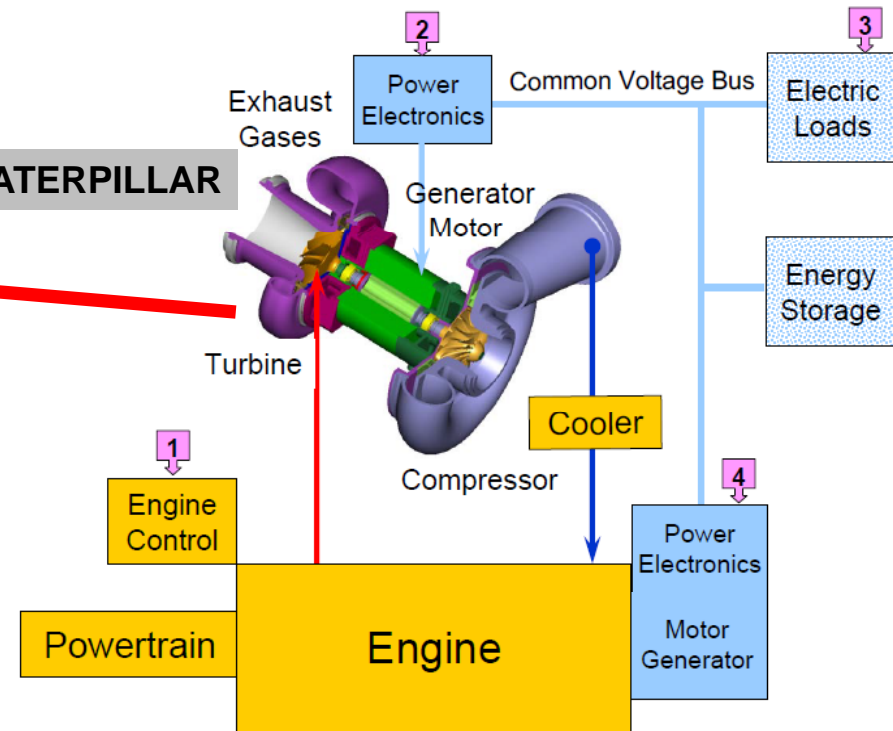 2
3
Power
Electronics
Common Voltage Bus
Electric
Loads
Exhaust
Gases
ATERPILLAR
Generator
Motor
Energy
Storage
Turbine
Cooler
Compressor
1
4
Engine
Control
Power
Electronics
Motor
Generator
Powertrain
Engine